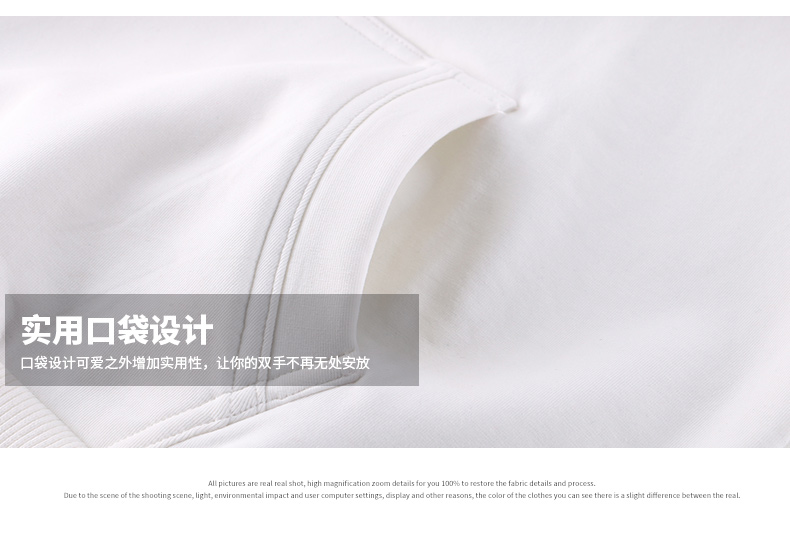 实用口袋设计
口袋设计可爱之外增加实用性，让你的双手不再无处安放
All pictures are real real shot, high magnification zoom details for you 100% to restore the fabric details and process.
Due to the scene of the shooting scene, light, environmental impact and user computer settings, display and other reasons, the color of the clothes you can see there is a slight difference between the real.